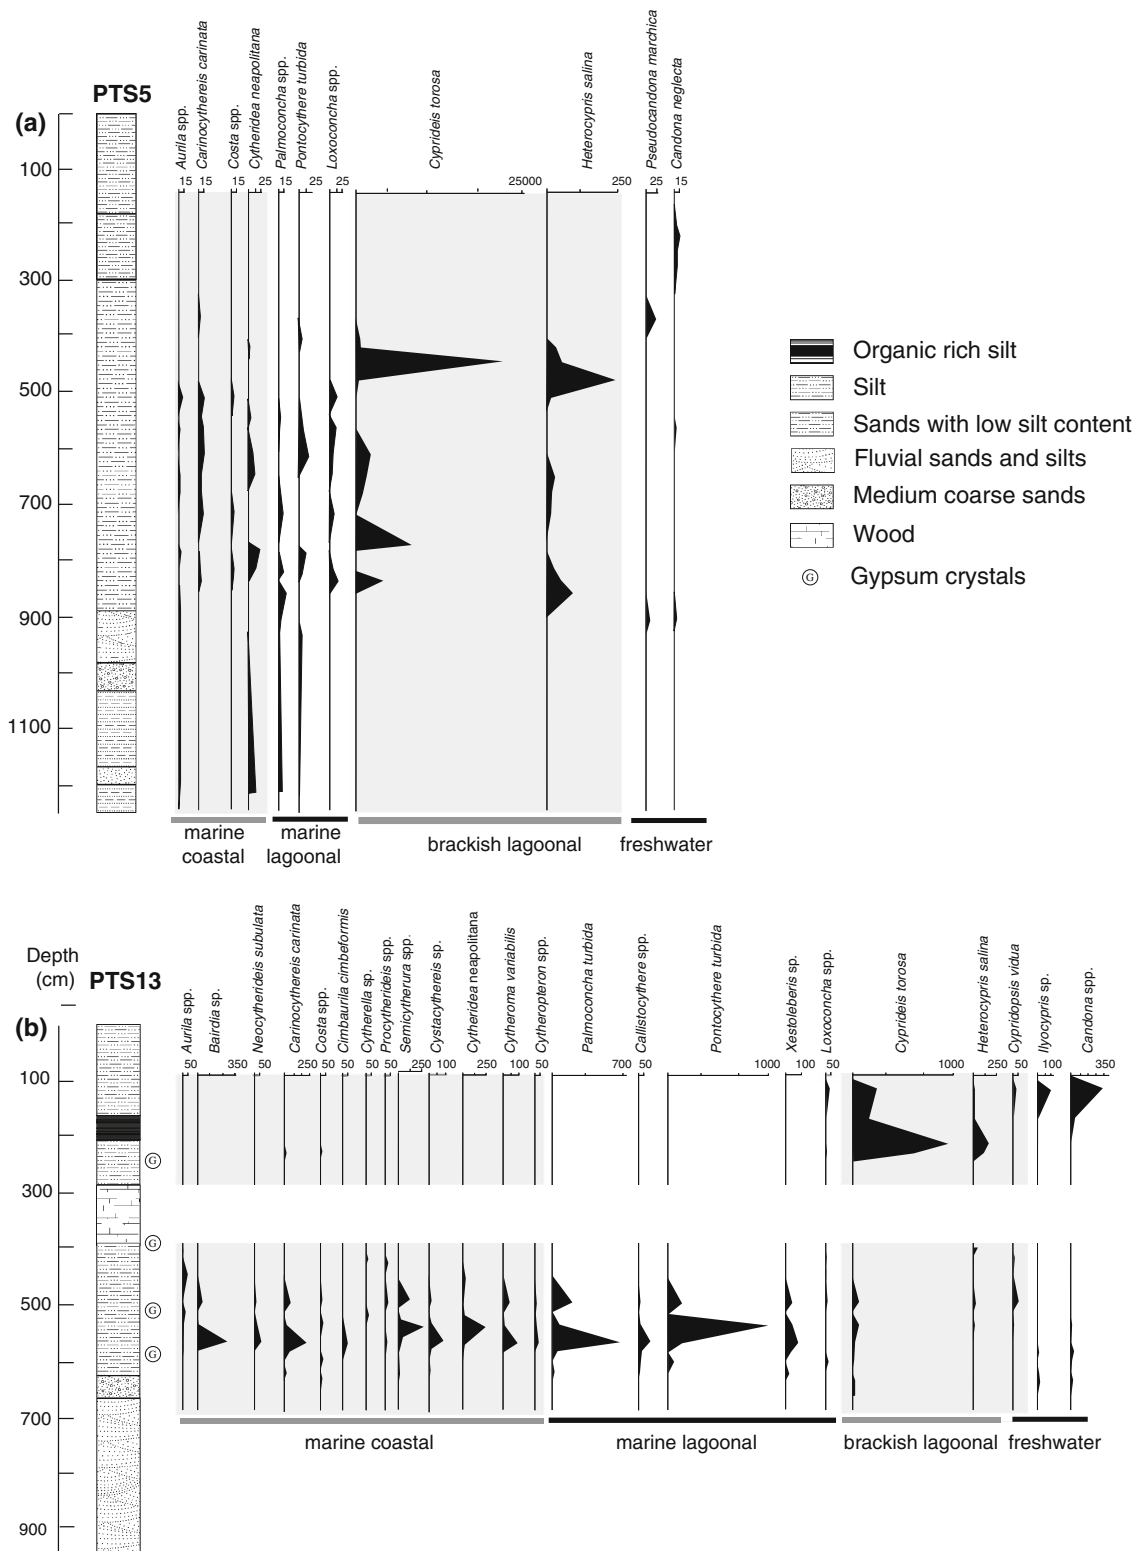 (a)
PTS5
Aurila spp.
Carinocythereis carinata
Costa spp.
Cytheridea neapolitana
Palmoconcha spp.
Pontocythere turbida
Loxoconcha spp.
Cyprideis torosa
Heterocypris salina
Pseudocandona marchica
Candona neglecta
15 15 15 25 15 25 25 25000 250 25 15
100
300
500
700
900
1100
Organic rich silt
Silt
Sands with low silt content
Fluvial sands and silts
Medium coarse sands
Wood
G Gypsum crystals
marine coastal
marine lagoonal
brackish lagoonal
freshwater
Depth (cm)
(b)
PTS13
Aurila spp.
Bairdia sp.
Neocytherideis subulata
Carinocythereis carinata
Costa spp.
Cimbaurila cimbeformis
Cytherella sp.
Procytherideis spp.
Semicytherura spp.
Cystacythereis sp.
Cytheridea neapolitana
Cytheroma variabilis
Cytheropteron spp.
Palmoconcha turbida
Callistocythere spp.
Pontocythere turbida
Xestoleberis sp.
Loxoconcha spp.
Cyprideis torosa
Heterocypris salina
Cypridopsis vidua
Ilyocypris sp.
Candona spp.
50 350 50 250 50 50 50 50 250 100 250 100 50 700 50 1000 100 50 1000 250 50 100 350
100
300
500
700
900
G
G
G
G
marine coastal
marine lagoonal
brackish lagoonal
freshwater